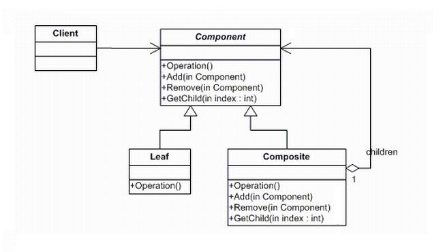 Client
Component
+Operation()
+Add(in Component)
+Remove(in Component)
+GetChild(in index : int)
children
Leaf
+Operation()
Composite
1
+Operation()
+Add(in Component)
+Remove(in Component)
+GetChild(in index : int)